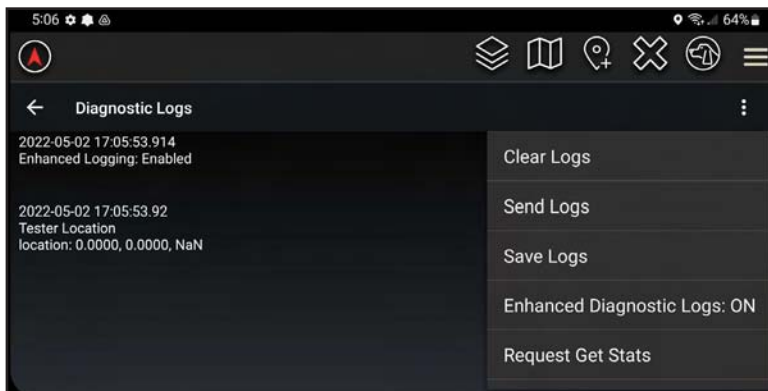 5:06
64%
Diagnostic Logs
2022-05-02 17:05:53.914
Enhanced Logging: Enabled
2022-05-02 17:05:53.92
Tester Location
location: 0.0000, 0.0000, NaN
Clear Logs
Send Logs
Save Logs
Enhanced Diagnostic Logs: ON
Request Get Stats